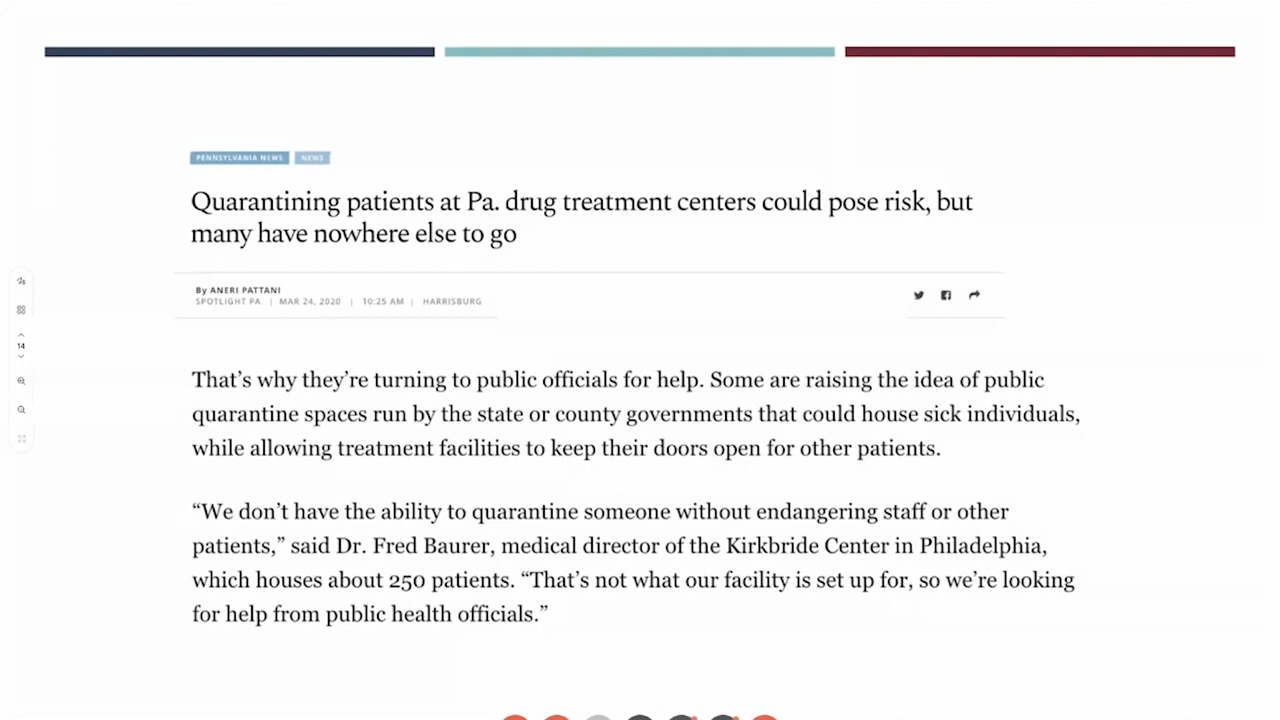 PENNSYLVANIA NEWS NEWS
Quarantining patients at Pa. drug treatment centers could pose risk, but
many have nowhere else to go
By ANERI PATTANI
SPOTLIGHT PA | MAR 24, 2020 | 10:25 AM | HARRISBURG
14
That’s why they’re turning to public officials for help. Some are raising the idea of public
quarantine spaces run by the state or county governments that could house sick individuals,
while allowing treatment facilities to keep their doors open for other patients.
“We don’t have the ability to quarantine someone without endangering staff or other
patients,” said Dr. Fred Baurer, medical director of the Kirkbride Center in Philadelphia,
which houses about 250 patients. “That’s not what our facility is set up for, so we’re looking
for help from public health officials.”